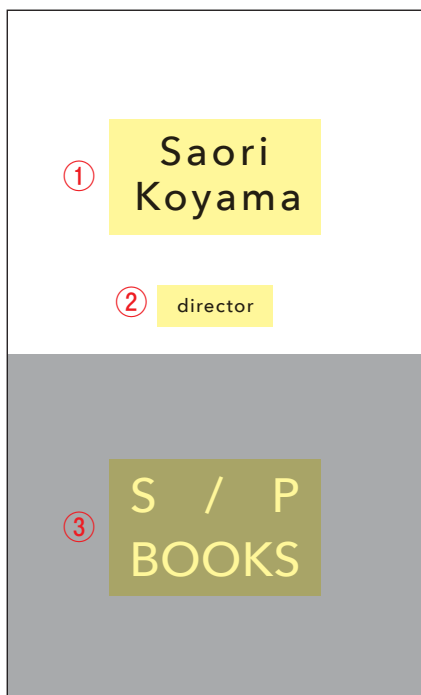 ①
Saori
Koyama
②
director
③
S / P
BOOKS